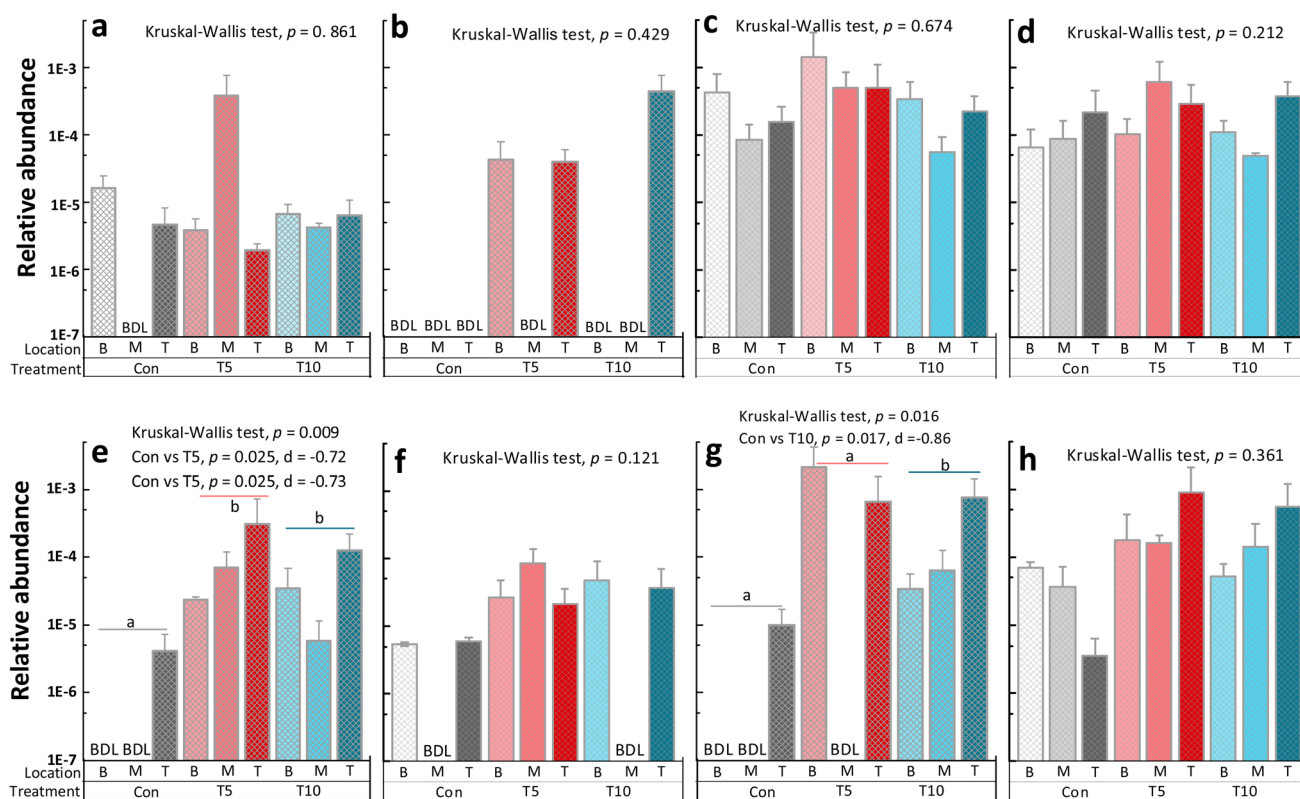 a
Kruskal-Wallis test, p = 0. 861
b
Kruskal-Wallis test, p = 0.429
c
Kruskal-Wallis test, p = 0.674
d
Kruskal-Wallis test, p = 0.212
Relative abundance
1E-3
1E-4
1E-5
1E-6
1E-7
BDL
BDL BDL BDL BDL BDL BDL
Location B M T B M T B M T B M T B M T B M T B M T B M T B M T B M T B M T B M T
Treatment Con T5 T10 Con T5 T10 Con T5 T10 Con T5 T10
e
Kruskal-Wallis test, p = 0.009
Con vs T5, p = 0.025, d = -0.72
Con vs T5, p = 0.025, d = -0.73
f
Kruskal-Wallis test, p = 0.121
g
Kruskal-Wallis test, p = 0.016
Con vs T10, p = 0.017, d =-0.86
h
Kruskal-Wallis test, p = 0.361
Relative abundance
1E-3
1E-4
1E-5
1E-6
1E-7
a
b
b
a
a
b
BDL BDL
BDL BDL
BDL BDL BDL
Location B M T B M T B M T B M T B M T B M T B M T B M T B M T B M T B M T B M T
Treatment Con T5 T10 Con T5 T10 Con T5 T10 Con T5 T10